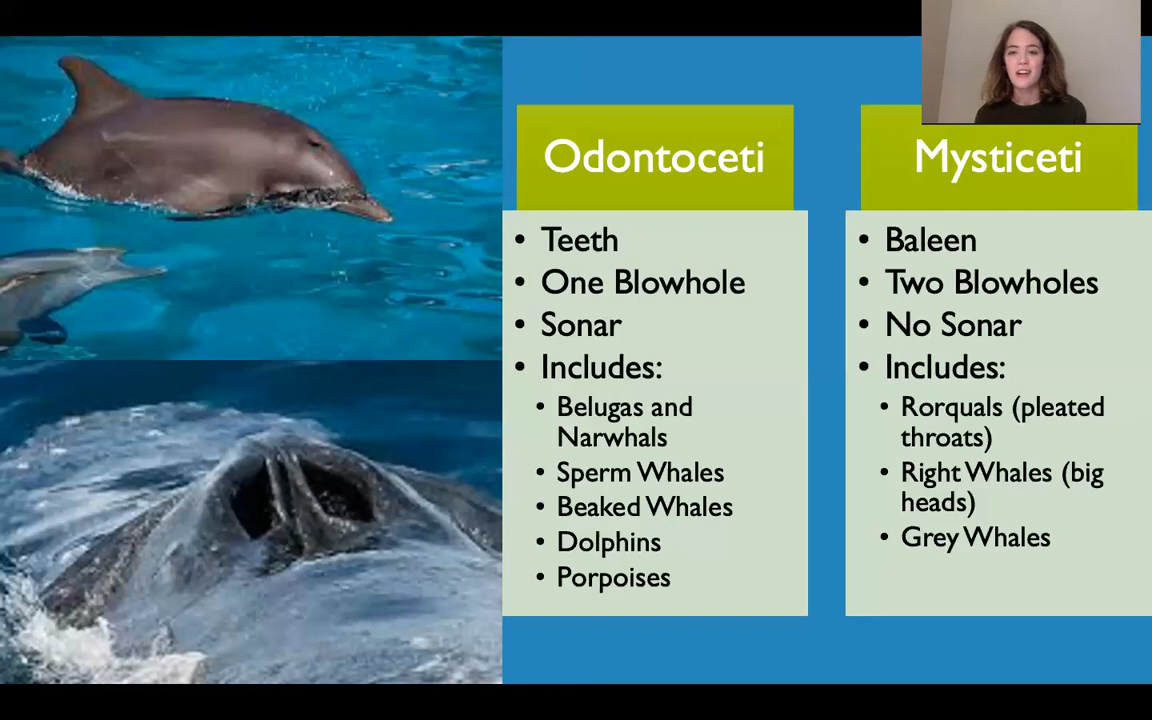 Odontoceti
• Teeth
• One Blowhole
• Sonar
• Includes:
• Belugas and
Narwhals
• Sperm Whales
• Beaked Whales
• Dolphins
• Porpoises
Mysticeti
• Baleen
• Two Blowholes
• No Sonar
• Includes:
• Rorquals (pleated
throats)
• Right Whales (big
heads)
• Grey Whales